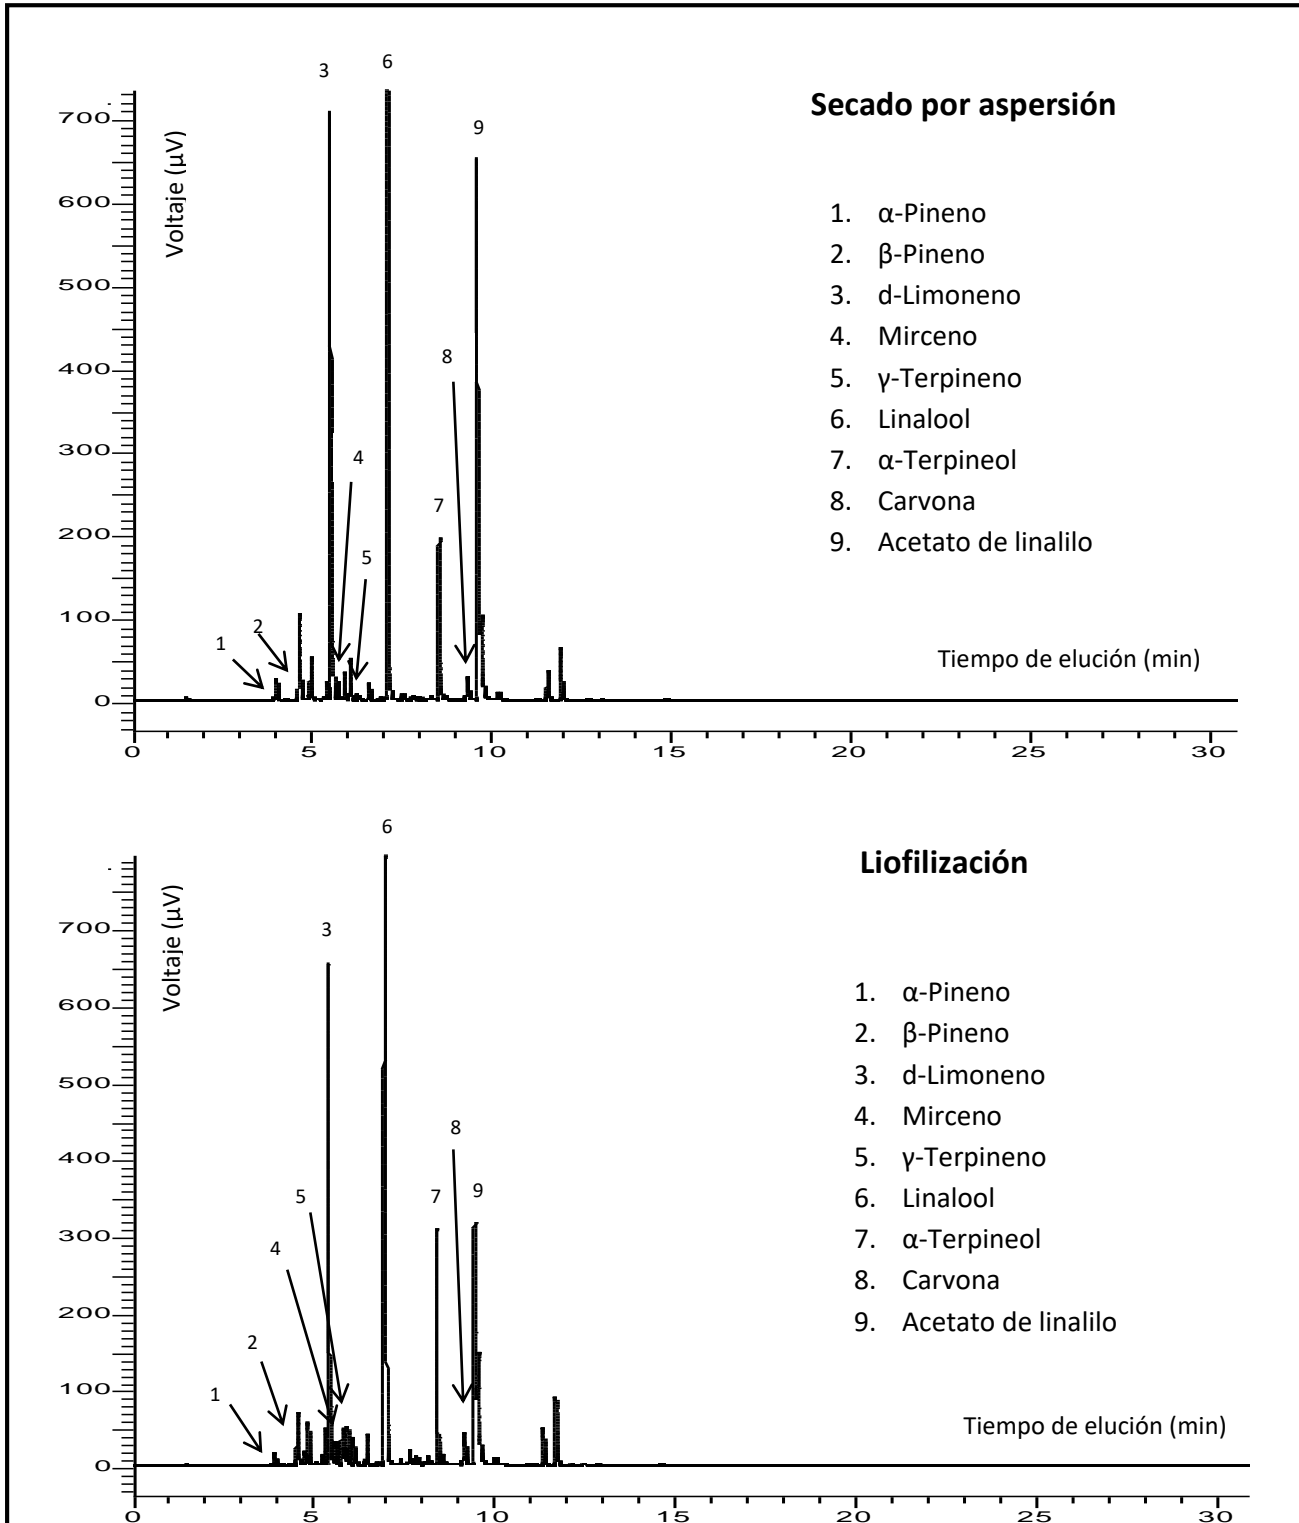 3
6
Secado por aspersión
9
700
Voltaje (µV)
600
1. α-Pineno
2. β-Pineno
500
3. d-Limoneno
8
4. Mirceno
400
5. γ-Terpineno
6. Linalool
300
4
7. α-Terpineol
7
8. Carvona
200
5
9. Acetato de linalilo
100
2
1
Tiempo de elución (min)
0
0 5 10 15 20 25 30
6
Liofilización
700
Voltaje (µV)
3
600
1. α-Pineno
2. β-Pineno
500
3. d-Limoneno
8
4. Mirceno
400
5. γ-Terpineno
5
7
9
6. Linalool
300
4
7. α-Terpineol
8. Carvona
200
2
9. Acetato de linalilo
100
1
Tiempo de elución (min)
0
0 5 10 15 20 25 30